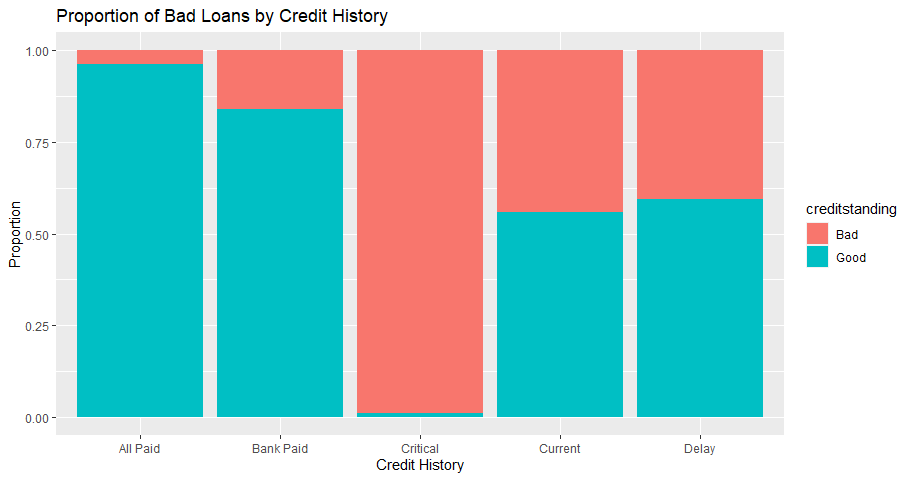 Proportion of Bad Loans by Credit History
1.00
0.75
0.50
0.25
0.00
Proportion
All Paid
Bank Paid
Critical
Current
Delay
Credit History
creditstanding
Bad
Good